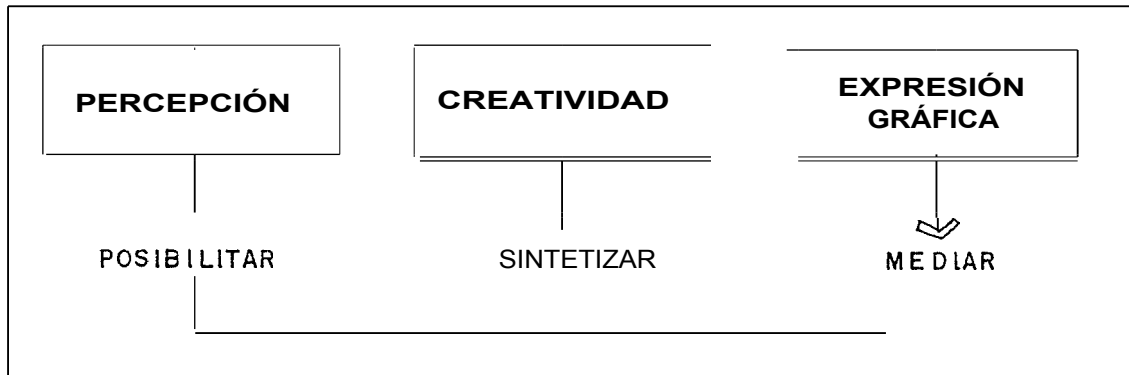 PERCEPCIÓN
CREATIVIDAD
EXPRESIÓN
GRÁFICA
POSIBILITAR
SINTETIZAR
MEDIAR